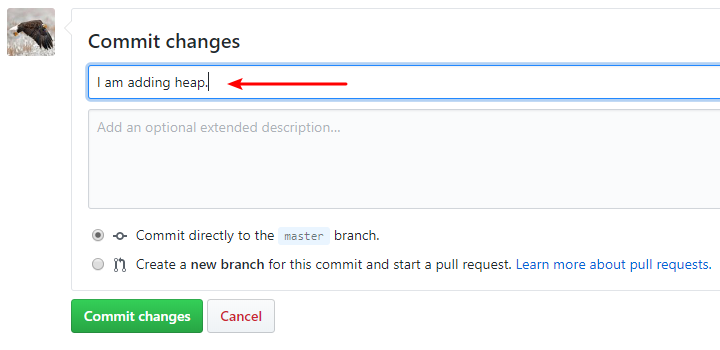 Commit changes
I am adding heap.
Add an optional extended description...
Commit directly to the master branch.
Create a new branch for this commit and start a pull request. Learn more about pull requests.
Commit changes
Cancel